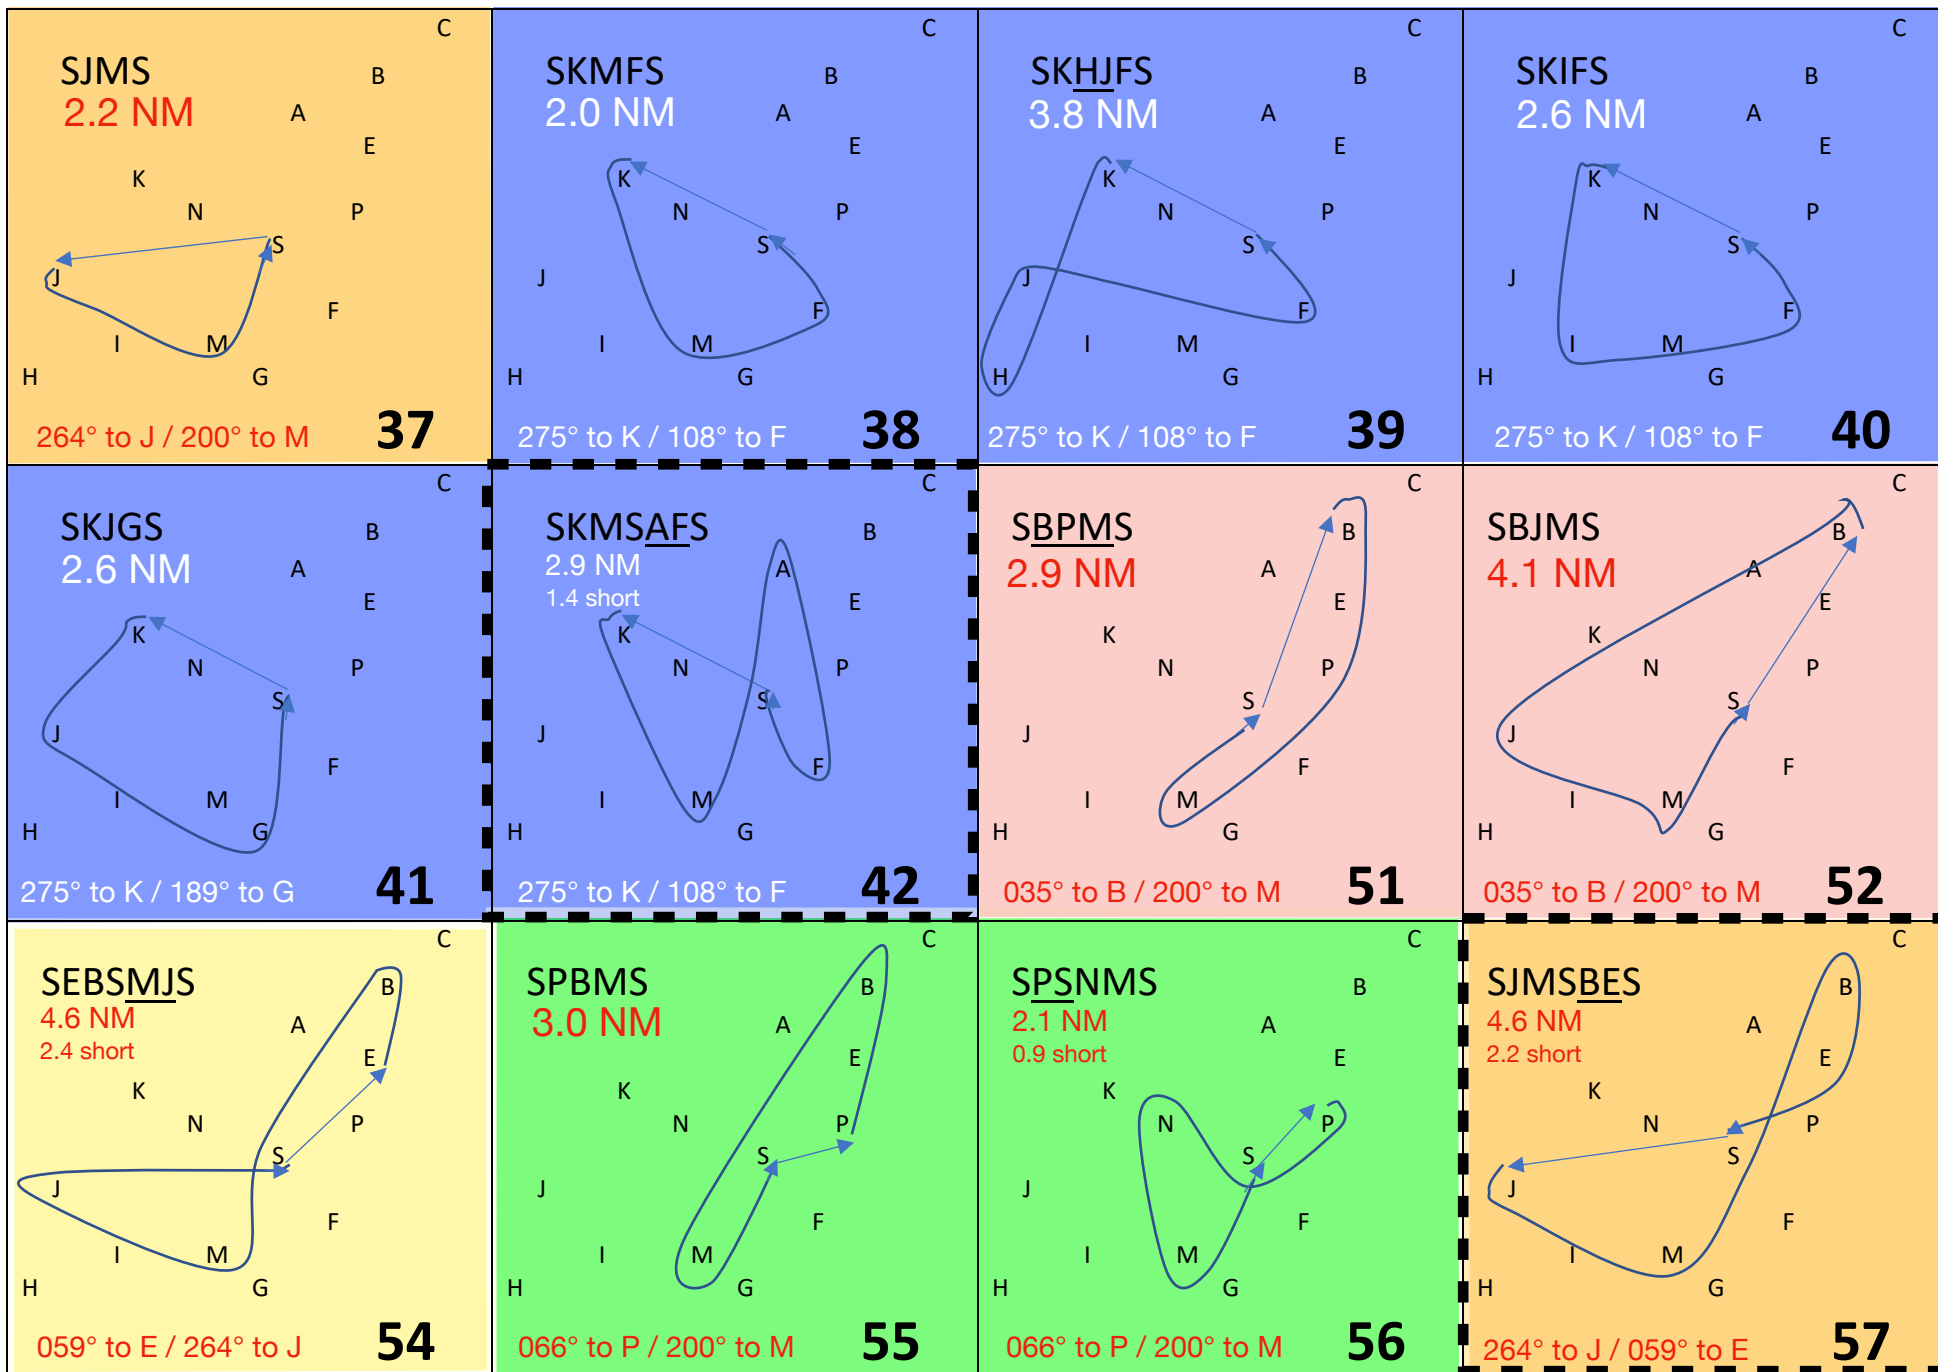 C
SJMS
B
2.2 NM
A
E
K
N
P
S
J
F
I
M
H
G
264° to J / 200° to M
37
C
SKMFS
B
2.0 NM
A
E
K
N
P
S
J
F
I
M
H
G
275° to K / 108° to F
38
C
SKHJFS
B
3.8 NM
A
E
K
N
P
S
J
F
I
M
H
G
275° to K / 108° to F
39
C
SKIFS
B
2.6 NM
A
E
K
N
P
S
J
F
I
M
H
G
275° to K / 108° to F
40
C
SKJGS
B
2.6 NM
A
E
K
N
P
S
J
F
I
M
H
G
275° to K / 189° to G
41
C
SKMSAFS
B
2.9 NM
A
1.4 short
E
K
N
P
S
J
F
I
M
H
G
275° to K / 108° to F
42
C
SBPMS
B
2.9 NM
A
E
K
N
P
S
J
F
I
M
H
G
035° to B / 200° to M
51
C
SBJMS
B
4.1 NM
A
E
K
N
P
S
J
F
I
M
H
G
035° to B / 200° to M
52
C
SEBSMJS
B
4.6 NM
A
2.4 short
E
K
N
P
S
J
F
I
M
H
G
059° to E / 264° to J
54
C
SPBMS
B
3.0 NM
A
E
K
N
P
S
J
F
I
M
H
G
066° to P / 200° to M
55
C
SPSNMS
B
2.1 NM
A
0.9 short
E
K
N
P
S
J
F
I
M
H
G
066° to P / 200° to M
56
C
SJMSBES
B
4.6 NM
A
2.2 short
E
K
N
P
S
J
F
I
M
H
G
264° to J / 059° to E
57